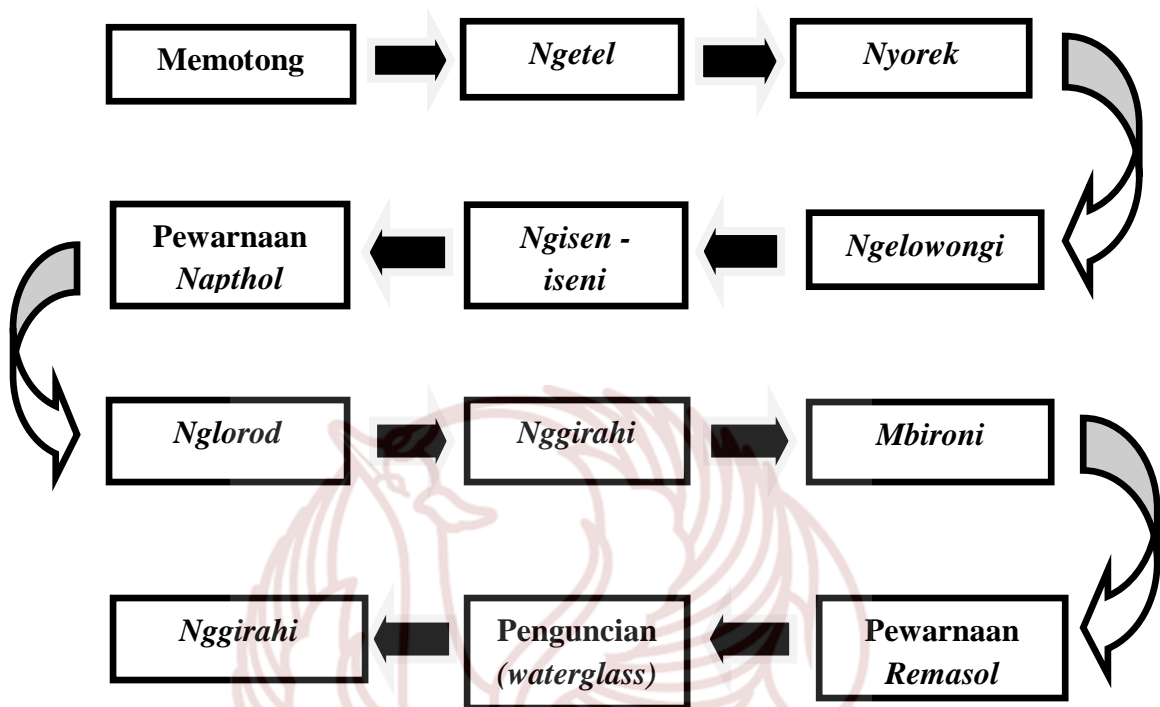 Memotong
Ngetel
Nyorek
Ngelowongi
Ngisen -
iseni
Pewarnaan
Napthol
Nglorod
Nggirahi
Mbironi
Pewarnaan
Remasol
Penguncian
(waterglass)
Nggirahi